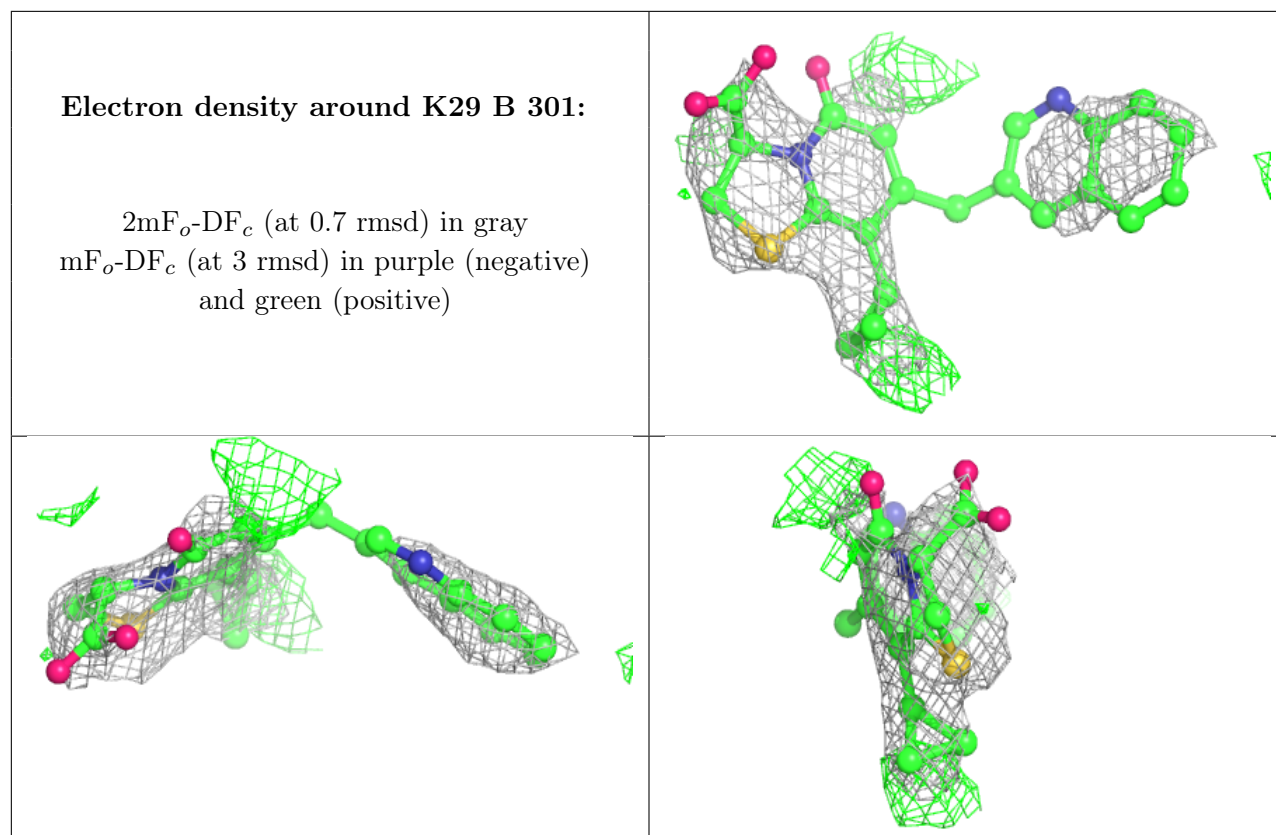 Electron density around K29 B 301:
2mFₒ-DF𝒸 (at 0.7 rmsd) in gray
mFₒ-DF𝒸 (at 3 rmsd) in purple (negative)
and green (positive)